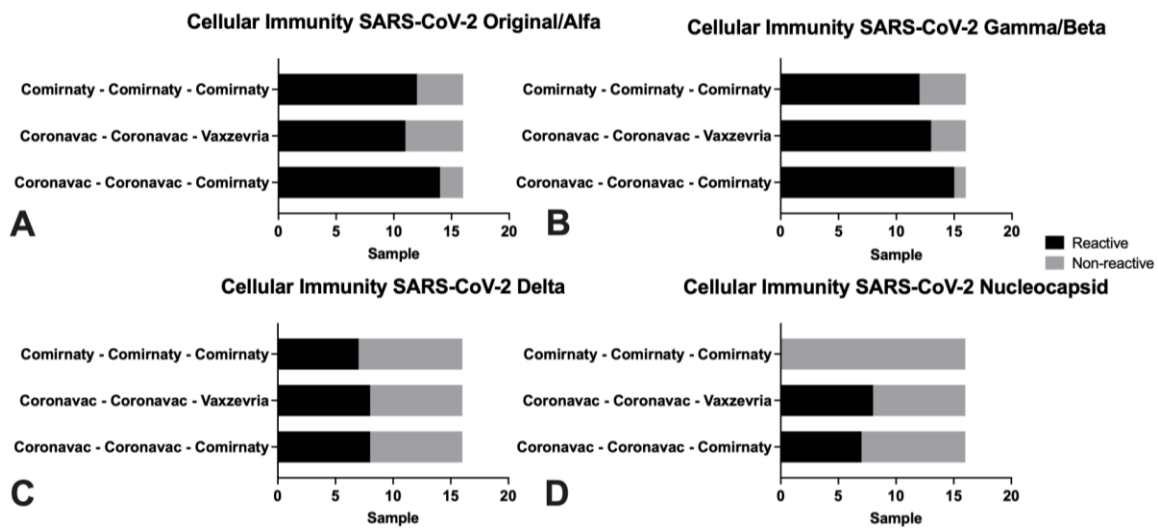 Cellular Immunity SARS-CoV-2 Original/Alfa
Comirnaty - Comirnaty - Comirnaty
Coronavac - Coronavac - Vaxzevria
Coronavac - Coronavac - Comirnaty
0 5 10 15 20
Sample
A
Cellular Immunity SARS-CoV-2 Gamma/Beta
Comirnaty - Comirnaty - Comirnaty
Coronavac - Coronavac - Vaxzevria
Coronavac - Coronavac - Comirnaty
0 5 10 15 20
Sample
B
Reactive
Non-reactive
Cellular Immunity SARS-CoV-2 Delta
Comirnaty - Comirnaty - Comirnaty
Coronavac - Coronavac - Vaxzevria
Coronavac - Coronavac - Comirnaty
0 5 10 15 20
Sample
C
Cellular Immunity SARS-CoV-2 Nucleocapsid
Comirnaty - Comirnaty - Comirnaty
Coronavac - Coronavac - Vaxzevria
Coronavac - Coronavac - Comirnaty
0 5 10 15 20
Sample
D